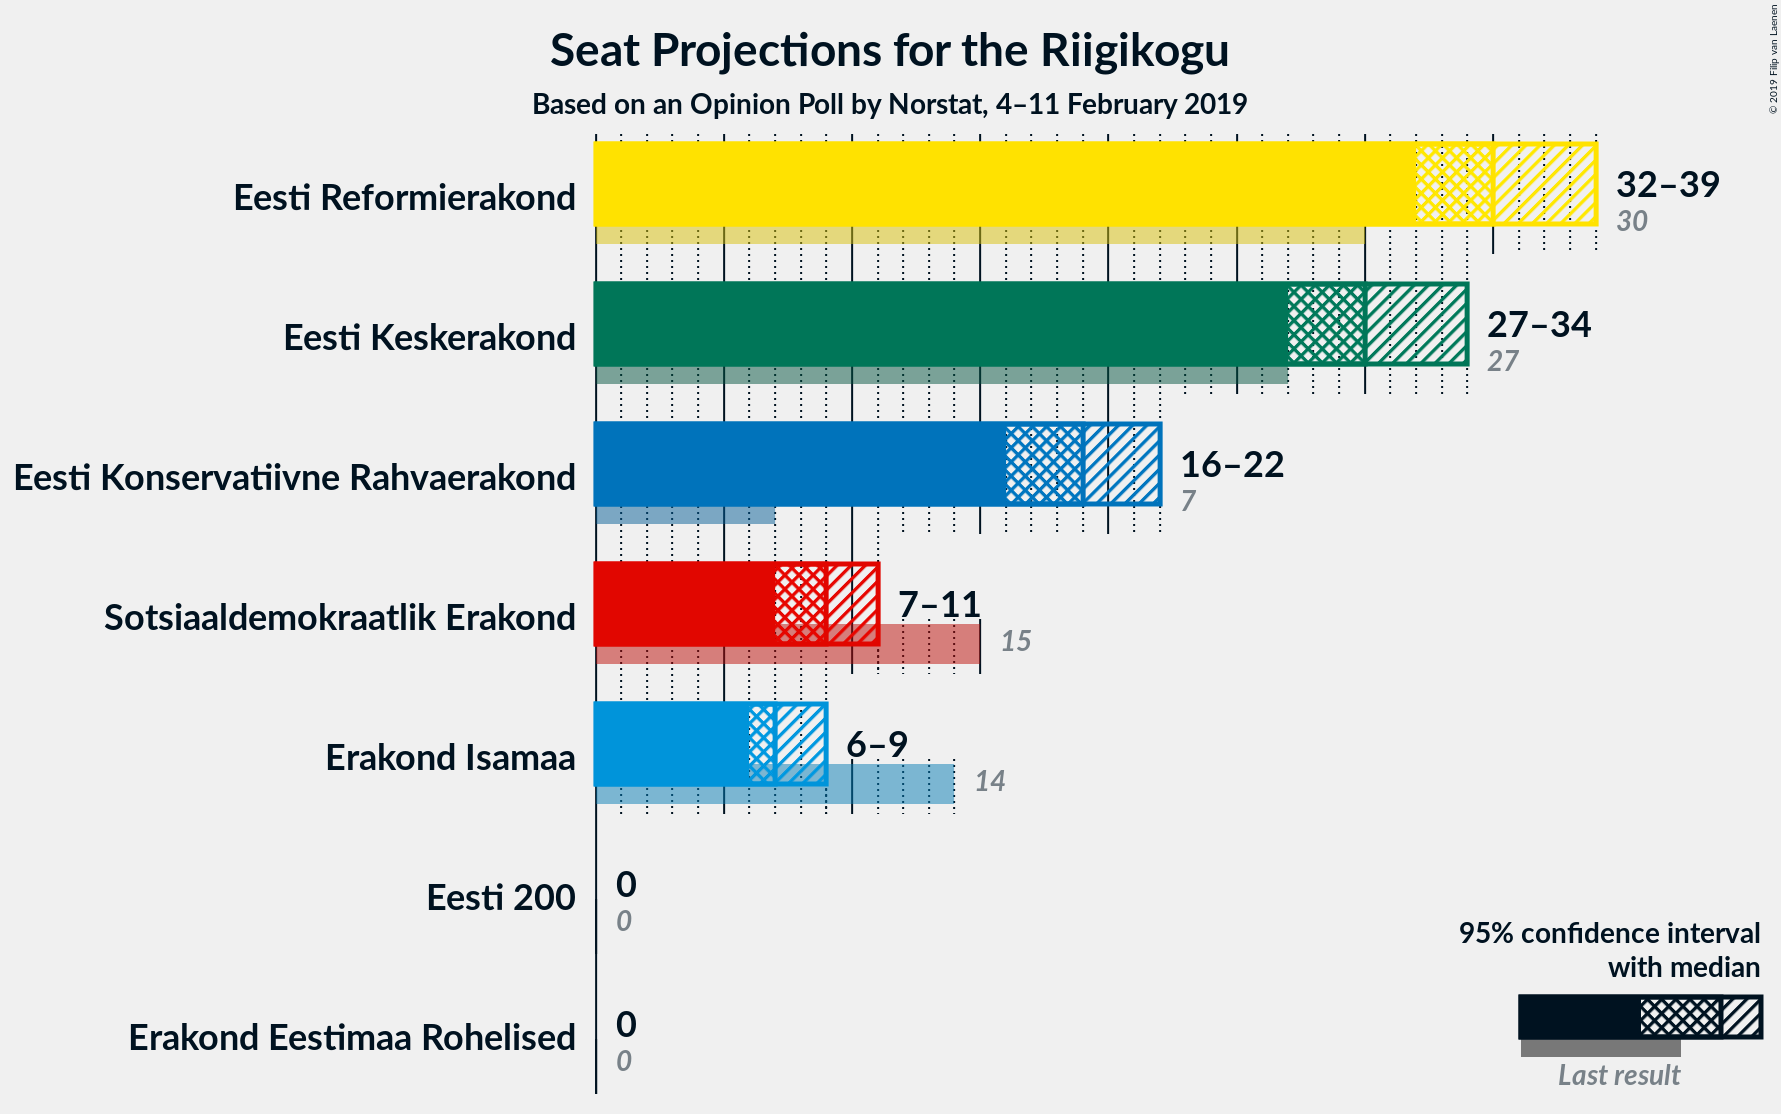 Seat Projections for the Riigikogu
Based on an Opinion Poll by Norstat, 4–11 February 2019
© 2019 Filip van Laenen
Eesti Reformierakond
32–39
30
Eesti Keskerakond
27–34
27
Eesti Konservatiivne Rahvaerakond
16–22
7
Sotsiaaldemokraatlik Erakond
7–11
15
Erakond Isamaa
6–9
14
Eesti 200
0
0
Erakond Eestimaa Rohelised
0
0
95% confidence interval
with median
Last result